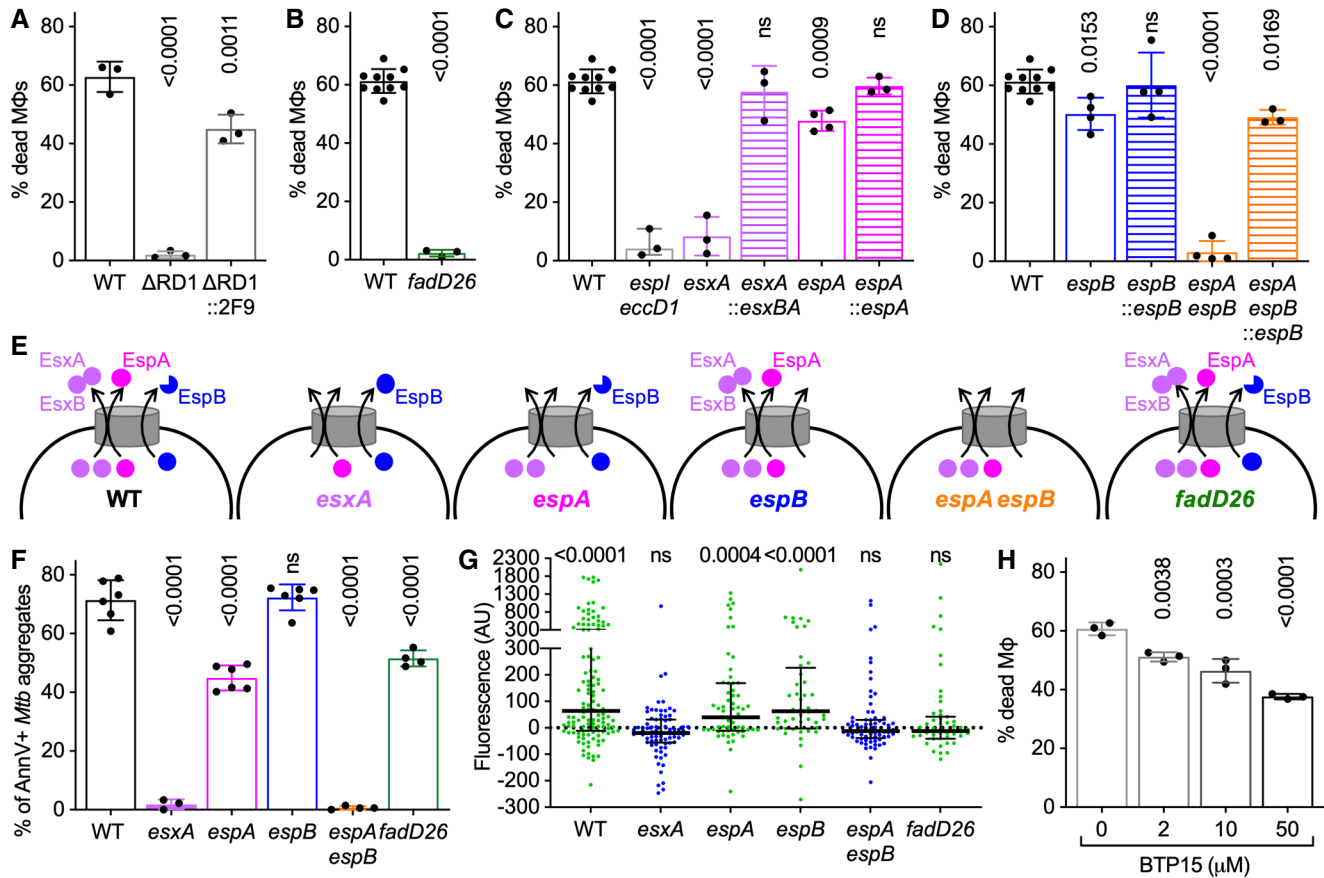 A
% dead MΦs
80
60
40
20
0
<0.0001
0.0011
WT
ΔRD1
ΔRD1
::2F9
B
% dead MΦs
80
60
40
20
0
<0.0001
WT
fadD26
C
% dead MΦs
80
60
40
20
0
<0.0001
<0.0001
ns
0.0009
ns
WT
espI
eccD1
esxA
esxA
::esxBA
espA
espA
::espA
D
% dead MΦs
80
60
40
20
0
0.0153
ns
<0.0001
0.0169
WT
espB
espB
::espB
espA
espB
espA
espB
::espB
E
EsxA
EspA
EsxB
EspB
WT
EspB
esxA
EspB
espA
EsxA
EspA
EsxB
espB
espA espB
EsxA
EspA
EsxB
EspB
fadD26
F
% of AnnV+ Mtb aggregates
80
60
40
20
0
<0.0001
<0.0001
ns
<0.0001
<0.0001
WT
esxA
espA
espB
espA
espB
fadD26
G
Fluorescence (AU)
2300
1800
1300
800
300
300
200
100
0
-100
-200
-300
<0.0001
ns
0.0004
<0.0001
ns
ns
WT
esxA
espA
espB
espA
espB
fadD26
H
% dead MΦ
80
60
40
20
0
0.0038
0.0003
<0.0001
0
2
10
50
BTP15 (μM)